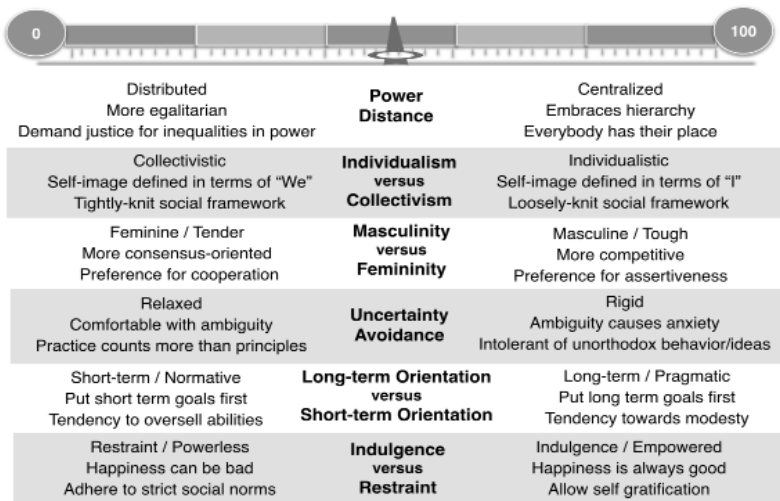 0
100
Distributed
More egalitarian
Demand justice for inequalities in power
Power
Distance
Centralized
Embraces hierarchy
Everybody has their place
Collectivistic
Self-image defined in terms of “We”
Tightly-knit social framework
Individualism
versus
Collectivism
Individualistic
Self-image defined in terms of “I”
Loosely-knit social framework
Feminine / Tender
More consensus-oriented
Preference for cooperation
Masculinity
versus
Femininity
Masculine / Tough
More competitive
Preference for assertiveness
Relaxed
Comfortable with ambiguity
Practice counts more than principles
Uncertainty
Avoidance
Rigid
Ambiguity causes anxiety
Intolerant of unorthodox behavior/ideas
Short-term / Normative
Put short term goals first
Tendency to oversell abilities
Long-term Orientation
versus
Short-term Orientation
Long-term / Pragmatic
Put long term goals first
Tendency towards modesty
Restraint / Powerless
Happiness can be bad
Adhere to strict social norms
Indulgence
versus
Restraint
Indulgence / Empowered
Happiness is always good
Allow self gratification